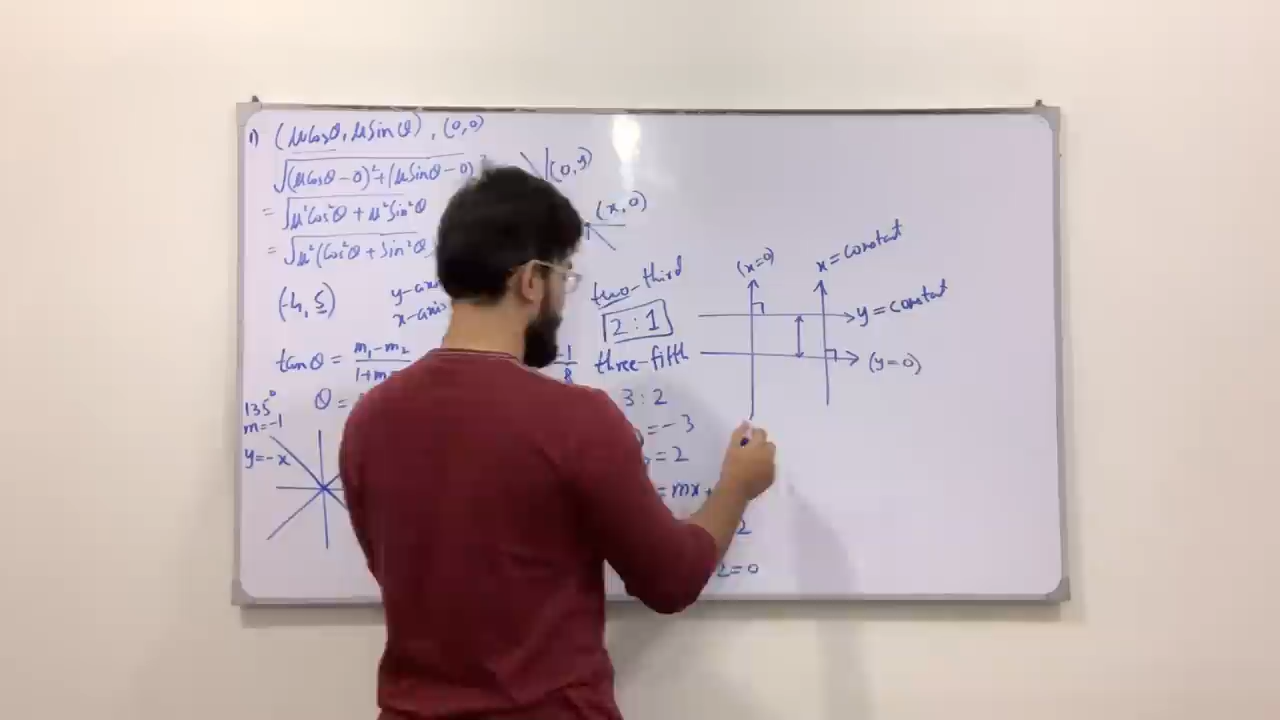 1) (μCosθ, μSinθ), (0,0)
√(μCosθ – 0)² + (μSinθ – 0)²
= √μ²Cos²θ + μ²Sin²θ
= √μ²(Cos²θ + Sin²θ)
(-4, 5)
y-axis
x-axis
tanθ = m₁-m₂
θ =
135°
m=-1
y=-x
(0,y)
(x,0)
two-third
2:1
-1/8
three-fifth
3:2
=-3
=2
=mx+
2
2=0
(x=0)
x=constant
y=constant
(y=0)